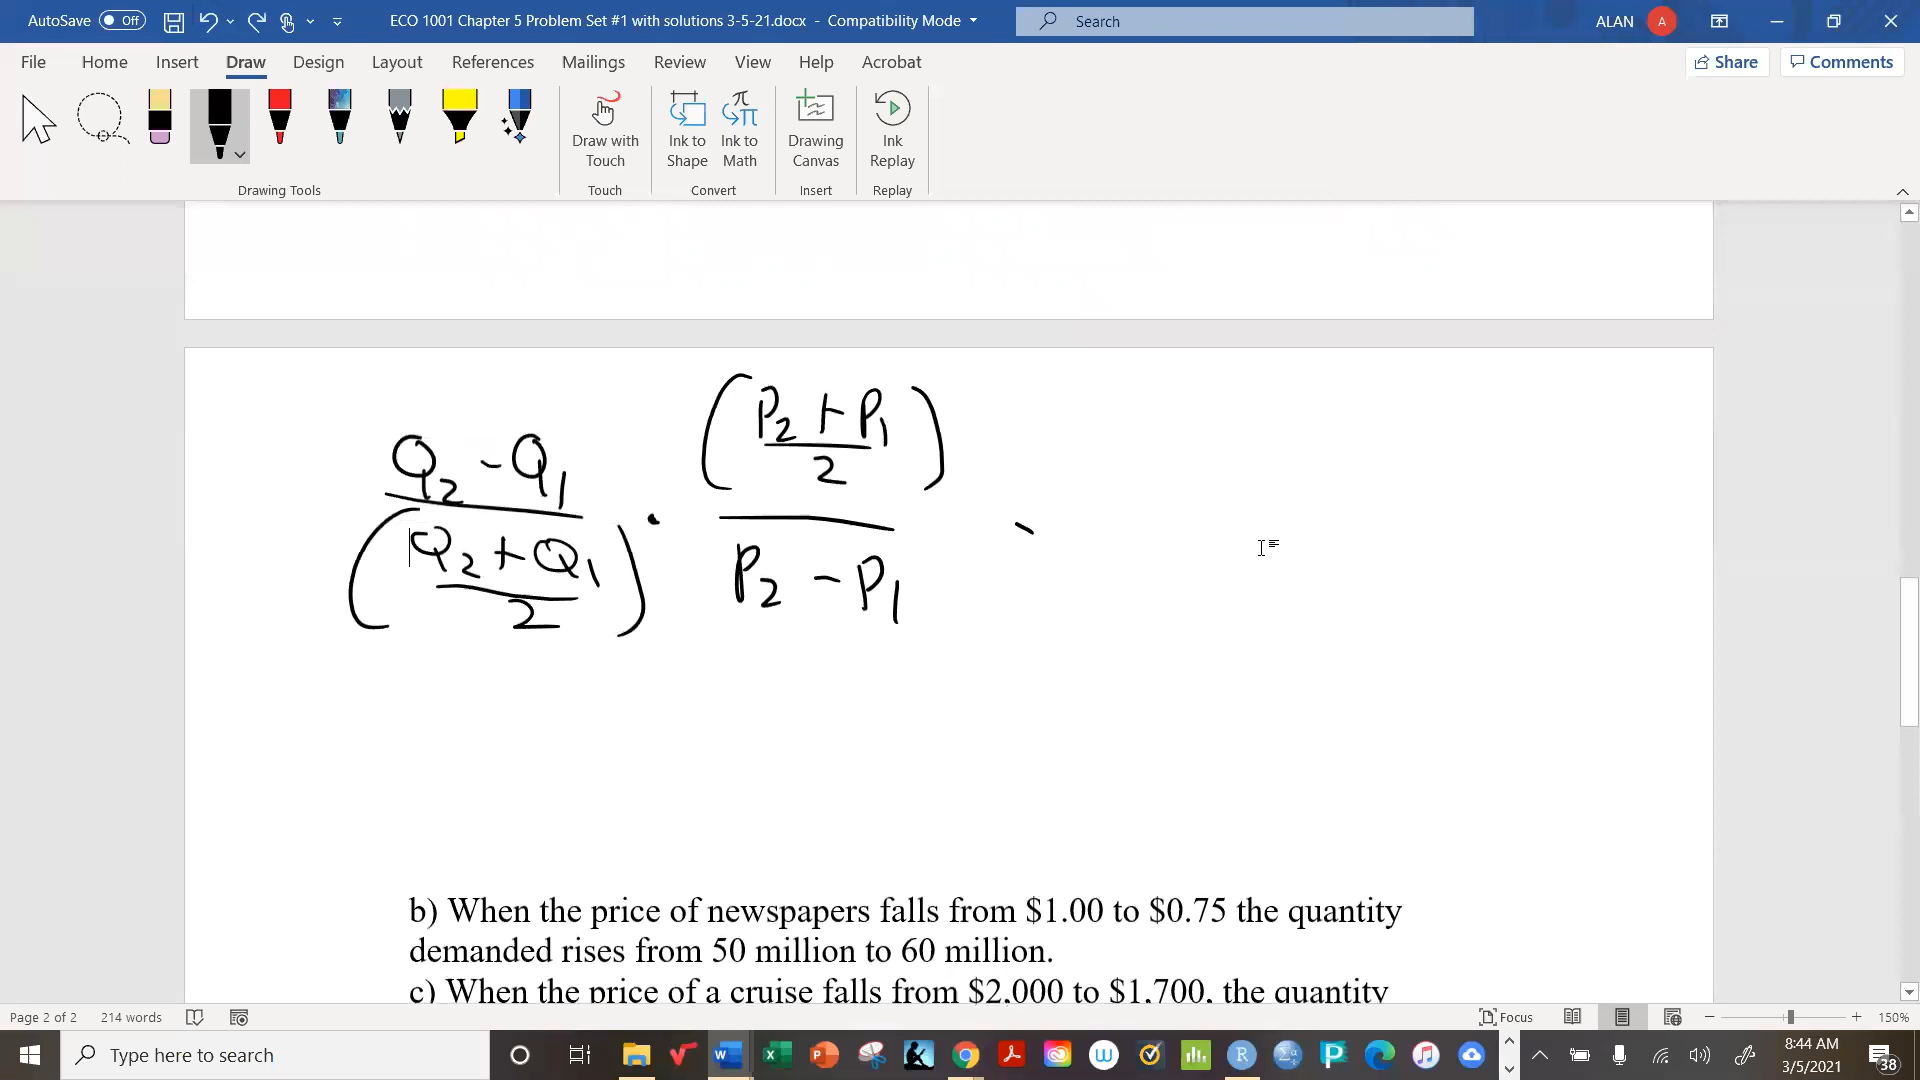 AutoSave Off ECO 1001 Chapter 5 Problem Set #1 with solutions 3-5-21.docx - Compatibility Mode Search ALAN A
File Home Insert Draw Design Layout References Mailings Review View Help Acrobat Share Comments
Draw with Touch
Ink to Shape
Ink to Math
Drawing Canvas
Ink Replay
Drawing Tools Touch Convert Insert Replay
(P₂ + P₁)/2
Q₂ - Q₁
(Q₂ + Q₁)/2
·
P₂ - P₁
b) When the price of newspapers falls from $1.00 to $0.75 the quantity
demanded rises from 50 million to 60 million.
c) When the price of a cruise falls from $2,000 to $1,700, the quantity
Page 2 of 2 214 words Focus 150%
Type here to search
8:44 AM
3/5/2021
38